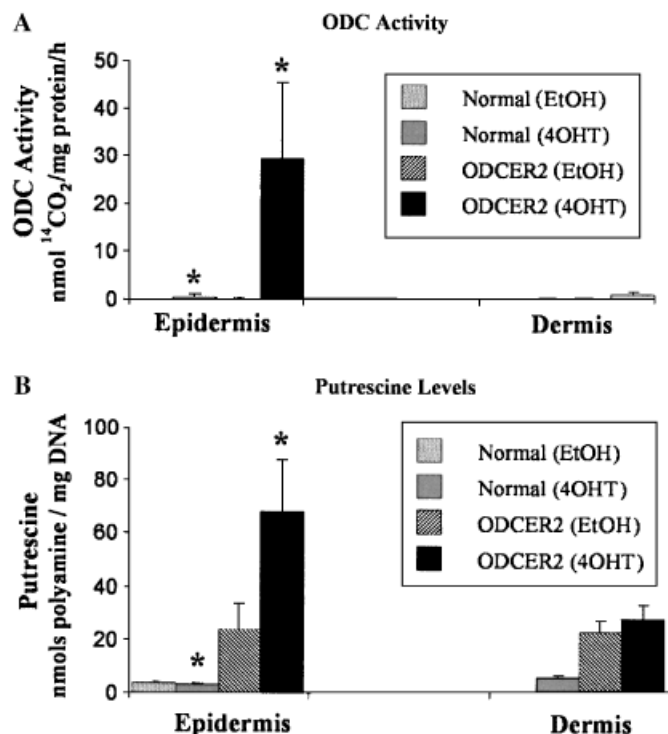 A
ODC Activity
ODC Activity
nmol ¹⁴CO₂/mg protein/h
50
40
30
20
10
0
*
*
Normal (EtOH)
Normal (4OHT)
ODCER2 (EtOH)
ODCER2 (4OHT)
Epidermis
Dermis
B
Putrescine Levels
Putrescine
nmols polyamine / mg DNA
100
80
60
40
20
0
*
*
Normal (EtOH)
Normal (4OHT)
ODCER2 (EtOH)
ODCER2 (4OHT)
Epidermis
Dermis